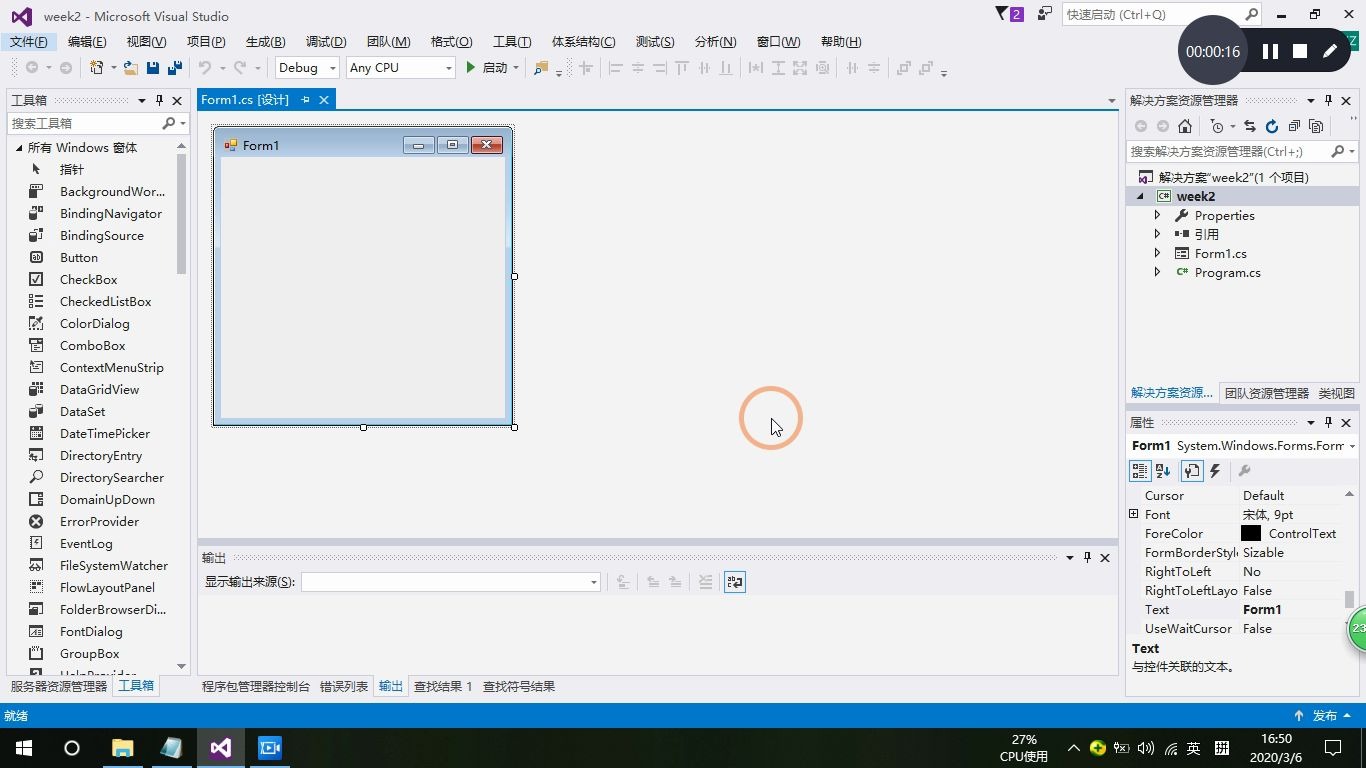 week2 - Microsoft Visual Studio
2
快速启动 (Ctrl+Q)
文件(F) 编辑(E) 视图(V) 项目(P) 生成(B) 调试(D) 团队(M) 格式(O) 工具(T) 体系结构(C) 测试(S) 分析(N) 窗口(W) 帮助(H)
00:00:16
Debug Any CPU 启动
工具箱
搜索工具箱
所有 Windows 窗体
指针
BackgroundWor...
BindingNavigator
BindingSource
Button
CheckBox
CheckedListBox
ColorDialog
ComboBox
ContextMenuStrip
DataGridView
DataSet
DateTimePicker
DirectoryEntry
DirectorySearcher
DomainUpDown
ErrorProvider
EventLog
FileSystemWatcher
FlowLayoutPanel
FolderBrowserDi...
FontDialog
GroupBox
HelpProvider
服务器资源管理器 工具箱
Form1.cs [设计]
Form1
输出
显示输出来源(S):
程序包管理器控制台 错误列表 输出 查找结果 1 查找符号结果
解决方案资源管理器
搜索解决方案资源管理器(Ctrl+;)
解决方案"week2"(1 个项目)
week2
Properties
引用
Form1.cs
Program.cs
解决方案资源... 团队资源管理器 类视图
属性
Form1 System.Windows.Forms.Form
Cursor Default
Font 宋体, 9pt
ForeColor ControlText
FormBorderStyl Sizable
RightToLeft No
RightToLeftLayo False
Text Form1
UseWaitCursor False
Text
与控件关联的文本。
就绪
发布
27%
CPU使用
英
拼
16:50
2020/3/6